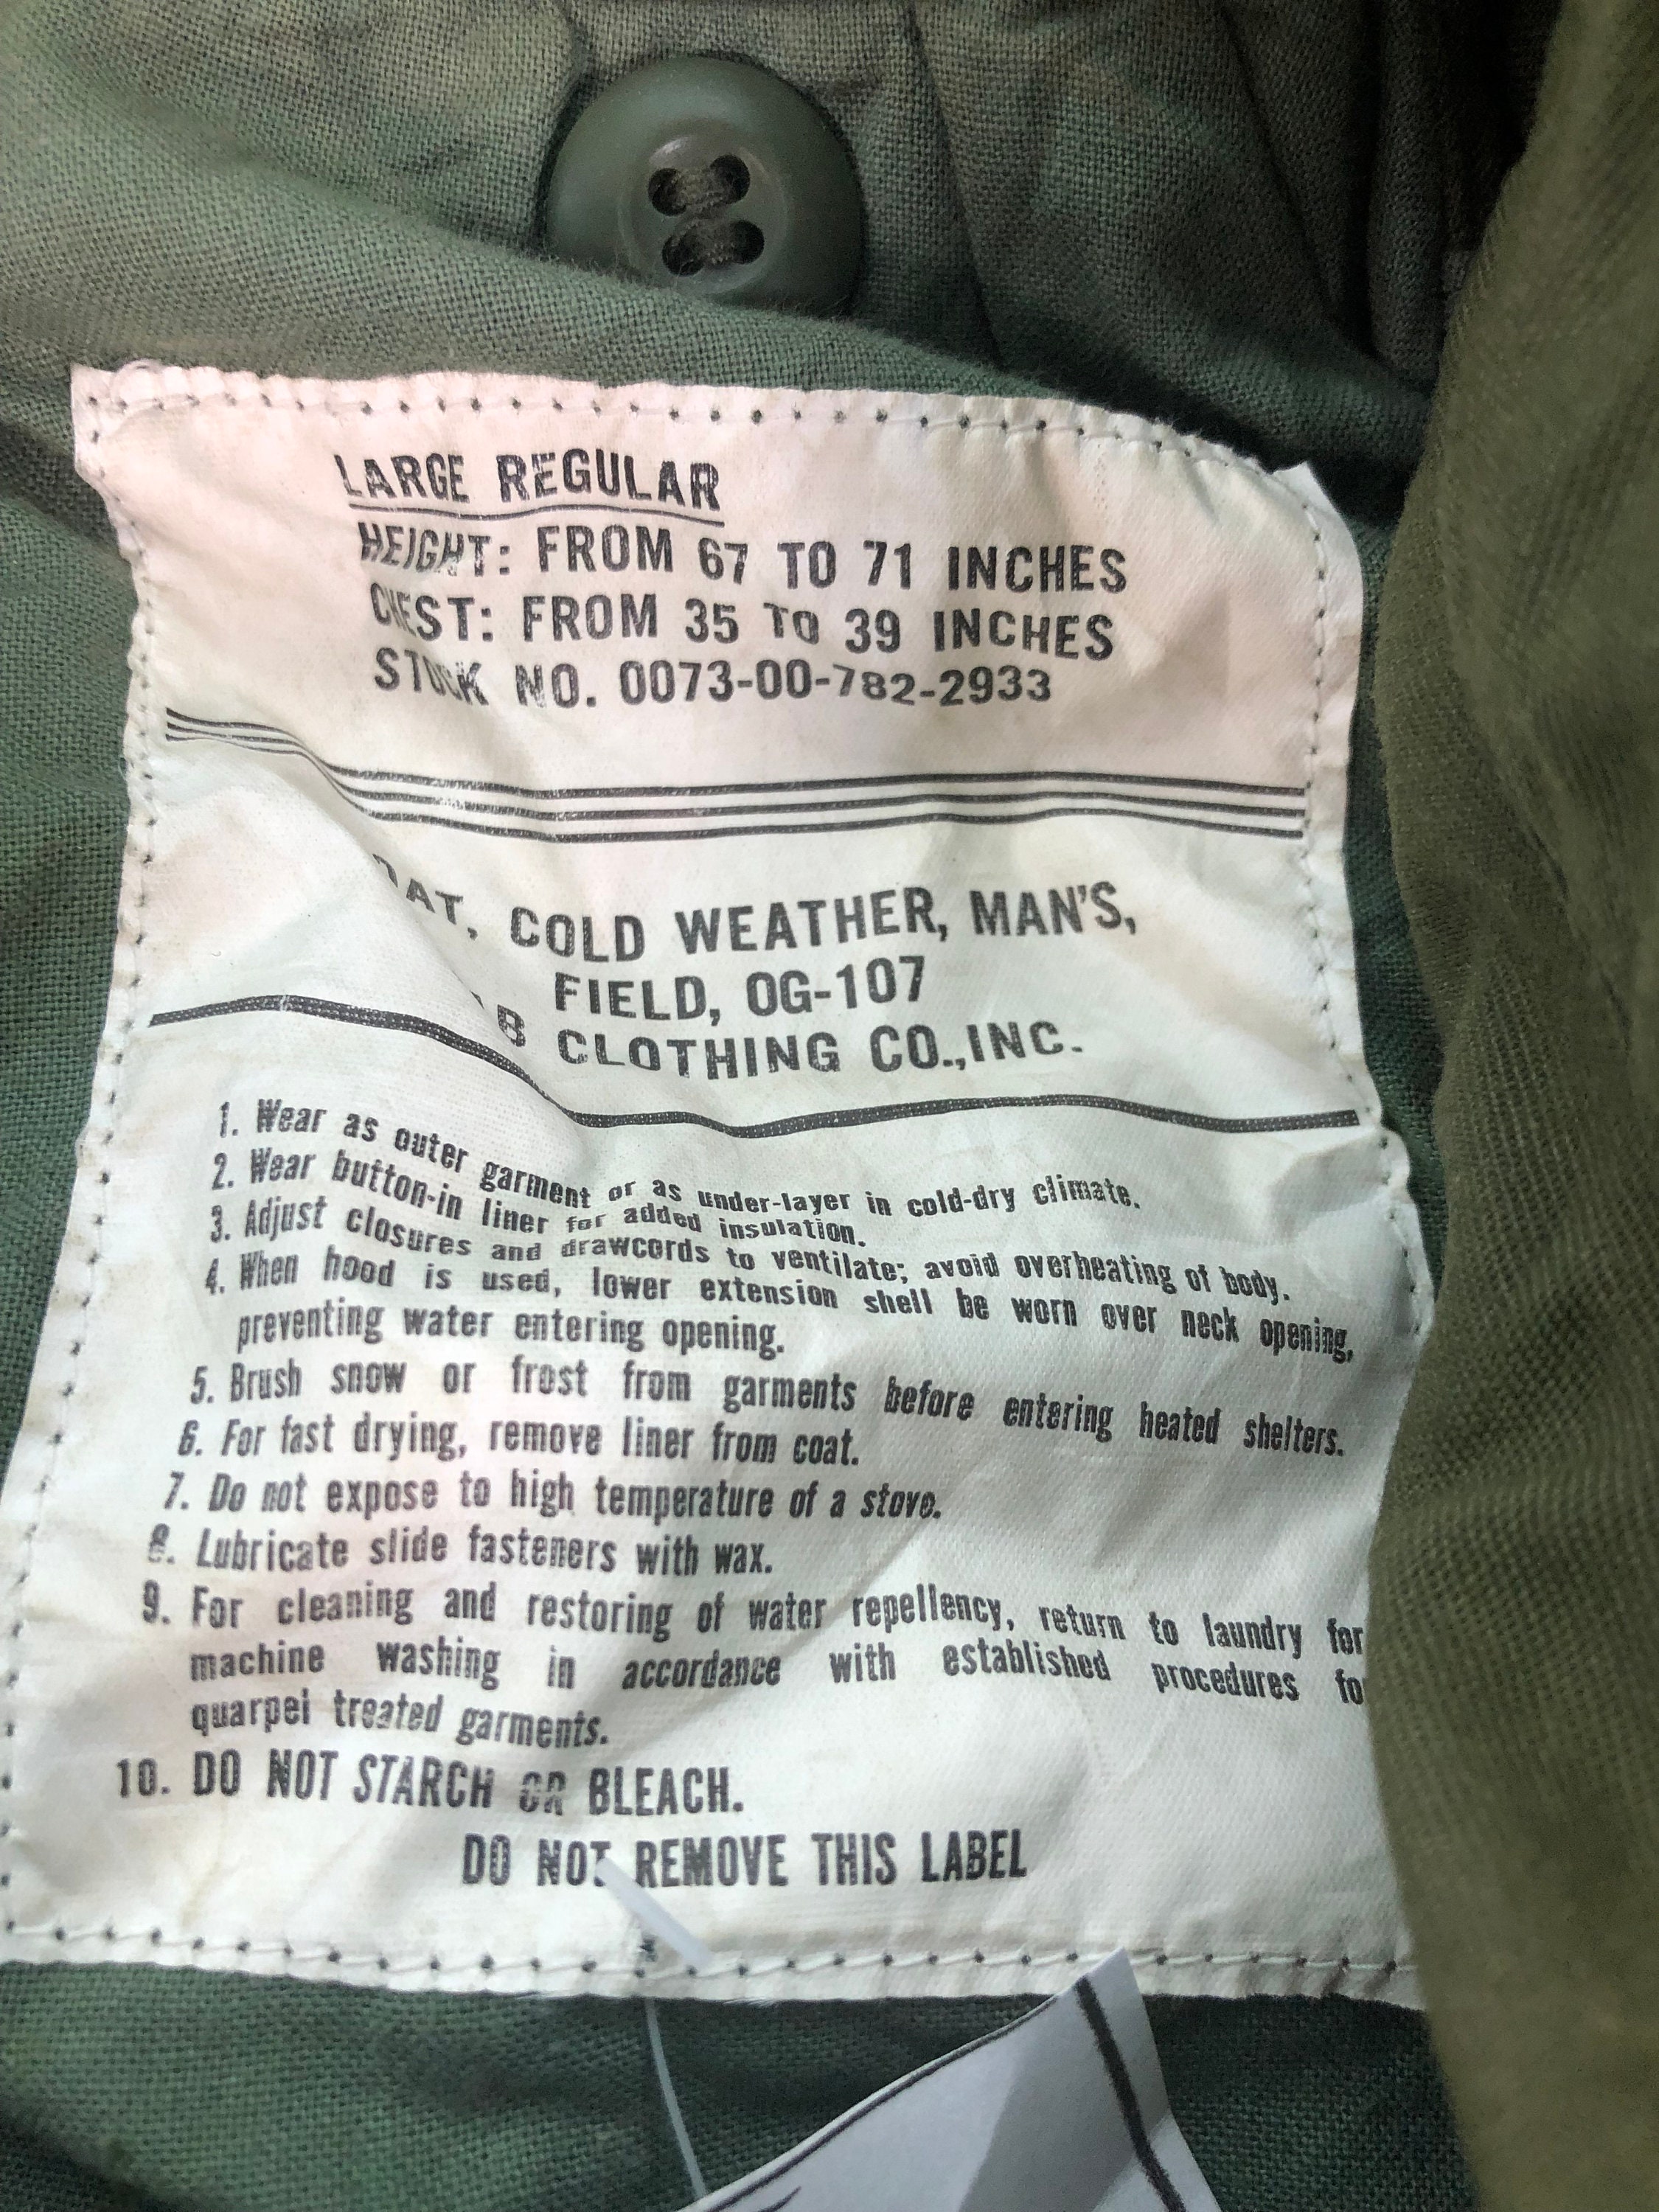 LARGE REGULAR
HEIGHT: FROM 67 TO 71 INCHES
CHEST: FROM 35 TO 39 INCHES
STOCK NO. 0073-00-782-2933
OAT, COLD WEATHER, MAN'S,
FIELD, OG-107
B CLOTHING CO.,INC.
1. Wear as outer garment or as under-layer in cold-dry climate.
2. Wear button-in liner for added insulation.
3. Adjust closures and drawcords to ventilate; avoid overheating of body.
4. When hood is used, lower extension shell be worn over neck opening,
preventing water entering opening.
5. Brush snow or frost from garments before entering heated shelters.
6. For fast drying, remove liner from coat.
7. Do not expose to high temperature of a stove.
8. Lubricate slide fasteners with wax.
9. For cleaning and restoring of water repellency, return to laundry for
machine washing in accordance with established procedures fo
quarpel treated garments.
10. DO NOT STARCH OR BLEACH.
DO NOT REMOVE THIS LABEL